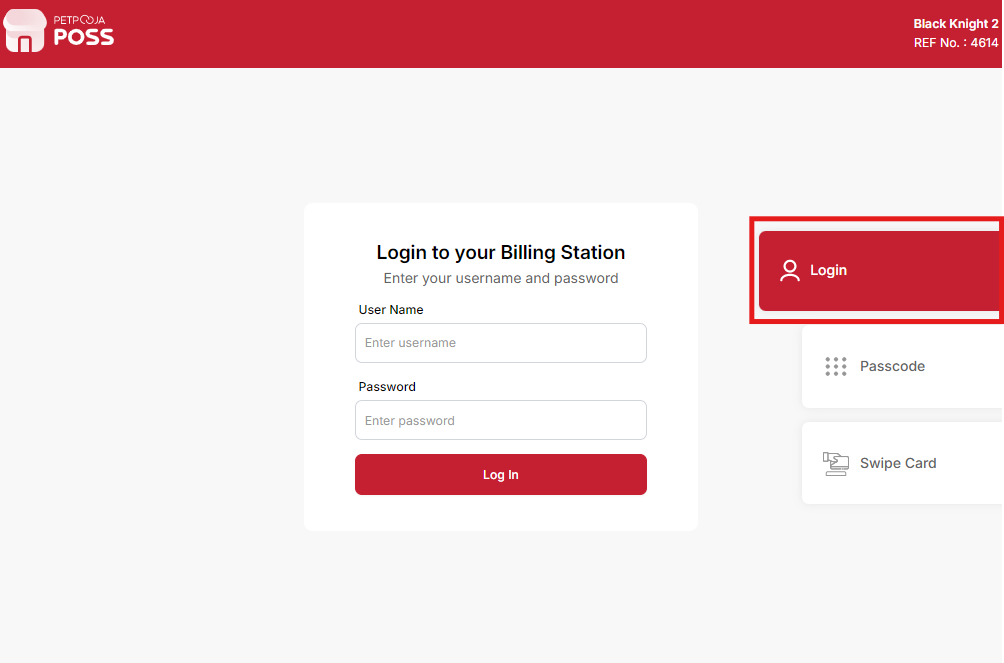 PETPOOJA
POSS
Black Knight 2
REF No. : 4614
Login to your Billing Station
Enter your username and password
User Name
Enter username
Password
Enter password
Log In
Login
Passcode
Swipe Card